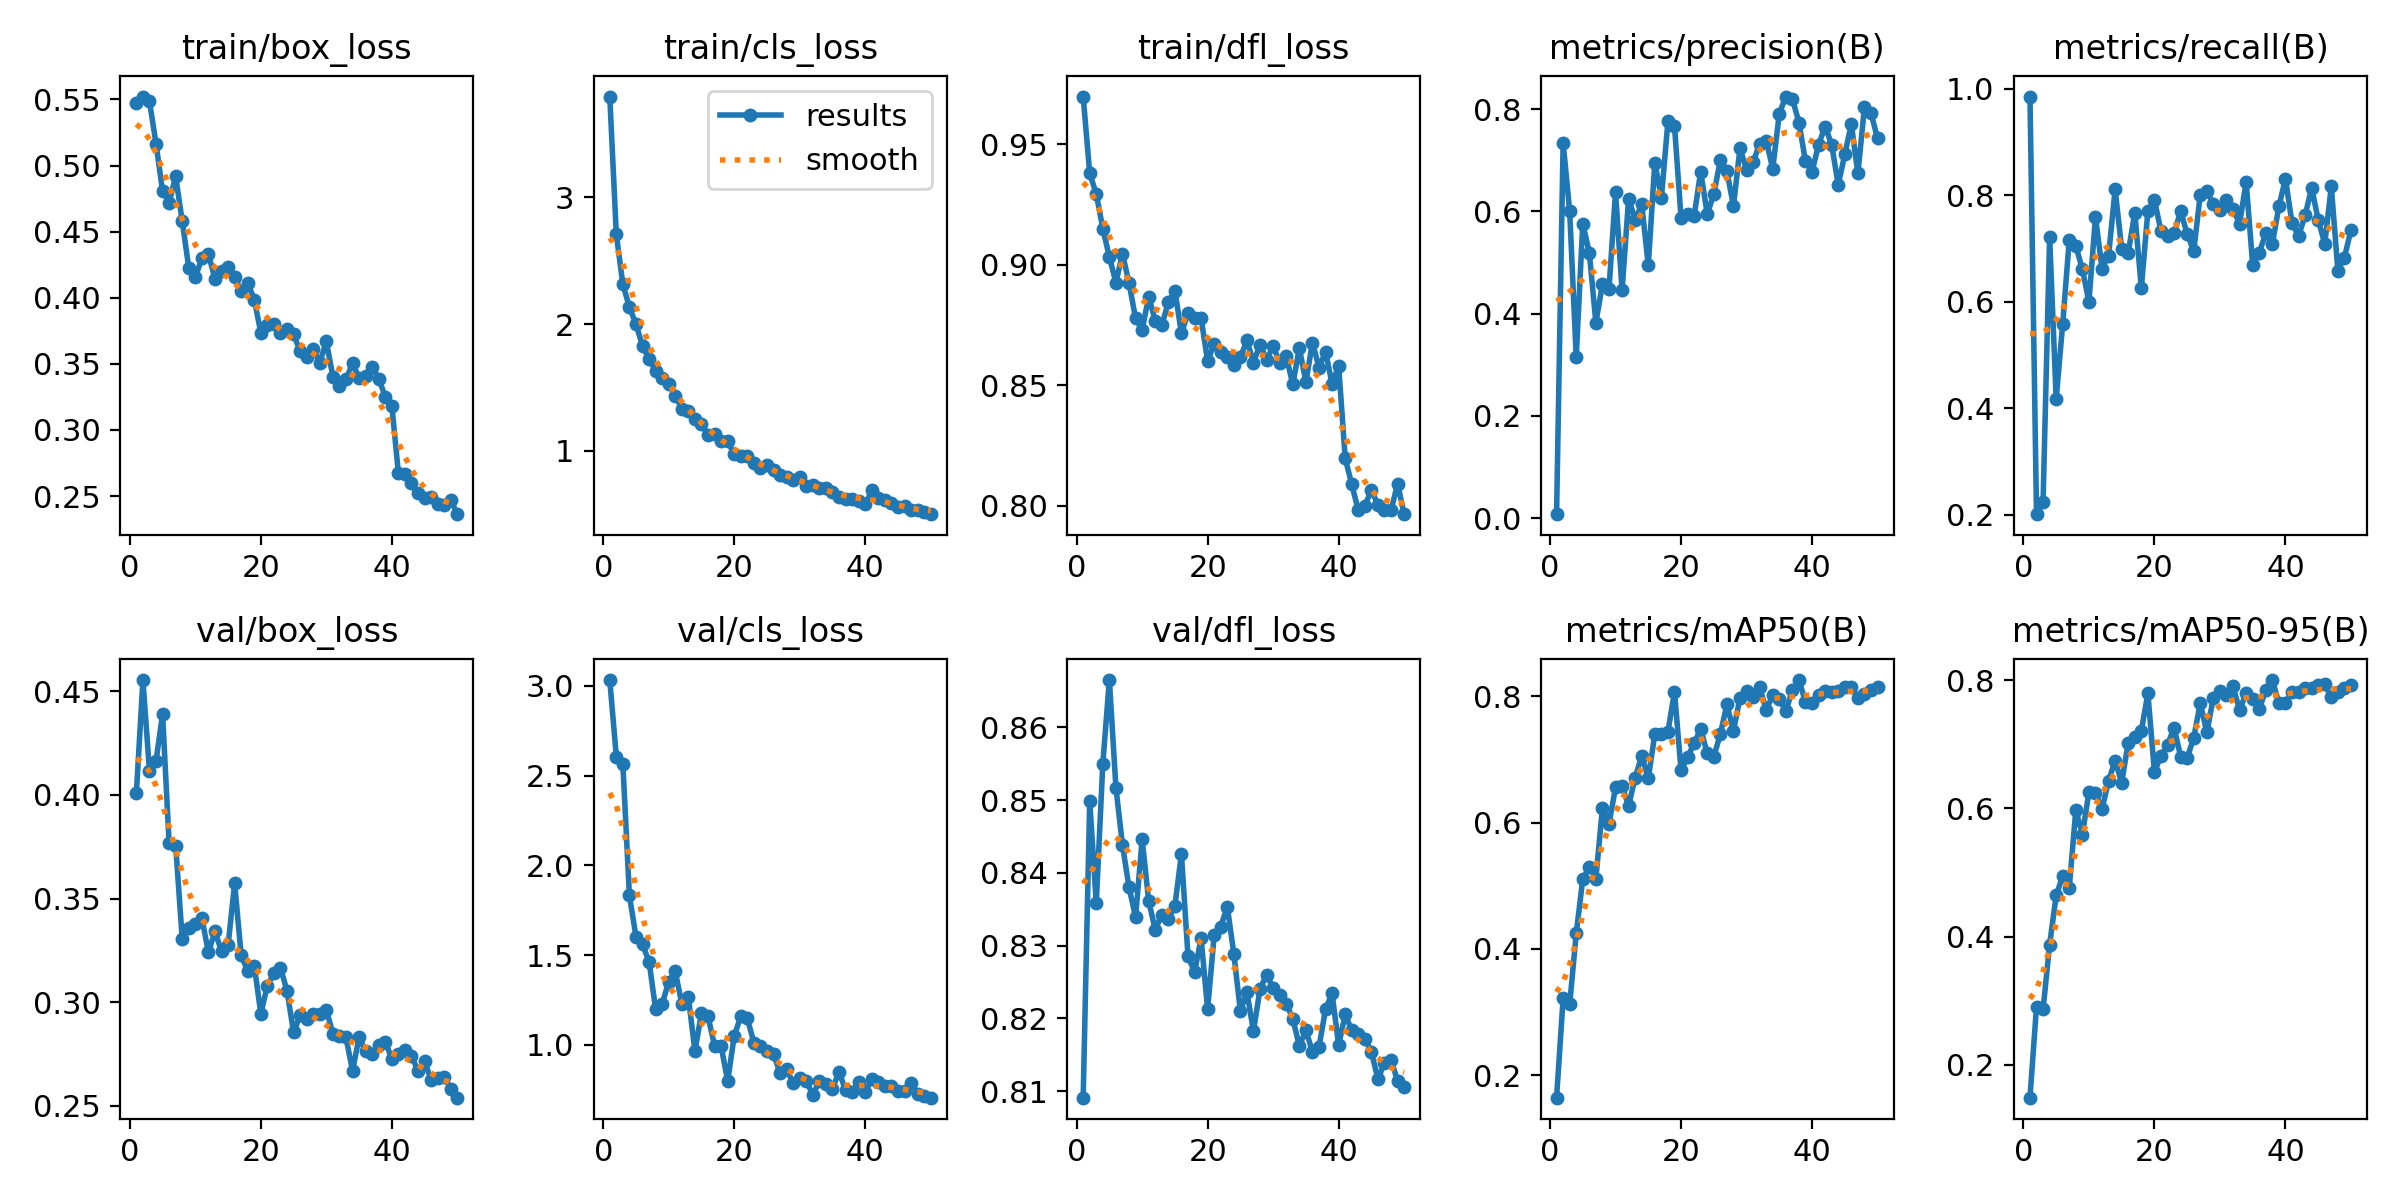 train/box_loss
0.55
0.50
0.45
0.40
0.35
0.30
0.25
0 20 40
train/cls_loss
results
smooth
3
2
1
0 20 40
train/dfl_loss
0.95
0.90
0.85
0.80
0 20 40
metrics/precision(B)
0.8
0.6
0.4
0.2
0.0
0 20 40
metrics/recall(B)
1.0
0.8
0.6
0.4
0.2
0 20 40
val/box_loss
0.45
0.40
0.35
0.30
0.25
0 20 40
val/cls_loss
3.0
2.5
2.0
1.5
1.0
0 20 40
val/dfl_loss
0.86
0.85
0.84
0.83
0.82
0.81
0 20 40
metrics/mAP50(B)
0.8
0.6
0.4
0.2
0 20 40
metrics/mAP50-95(B)
0.8
0.6
0.4
0.2
0 20 40